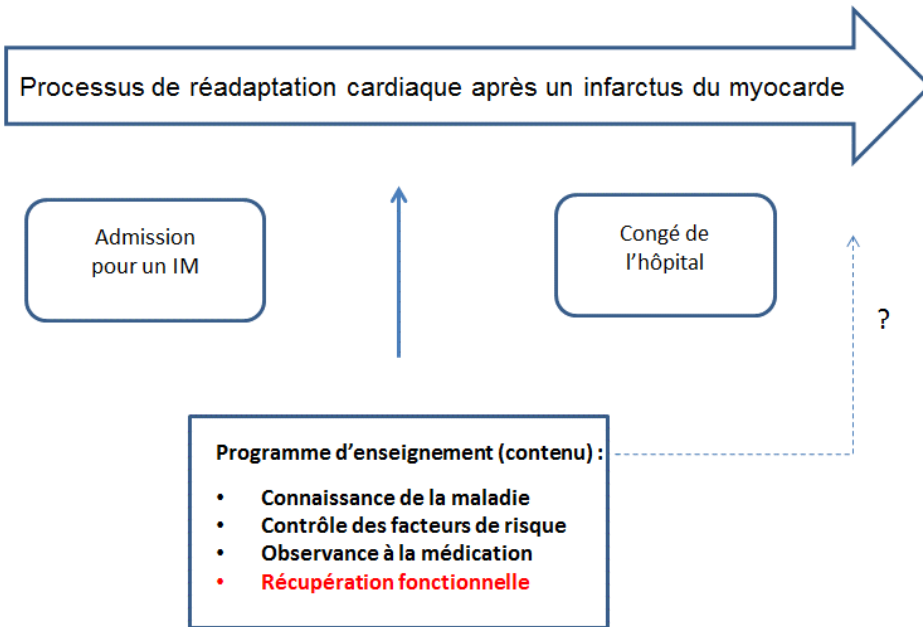 Processus de réadaptation cardiaque après un infarctus du myocarde
Admission
pour un IM
Congé de
l'hôpital
?
Programme d'enseignement (contenu) :
• Connaissance de la maladie
• Contrôle des facteurs de risque
• Observance à la médication
• Récupération fonctionnelle